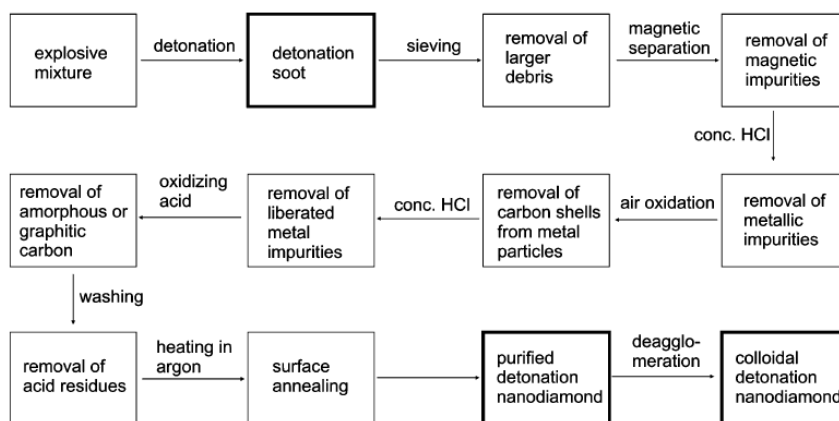 explosive
mixture
detonation
detonation
soot
sieving
removal of
larger
debris
magnetic
separation
removal of
magnetic
impurities
conc. HCl
removal of
metallic
impurities
air oxidation
removal of
carbon shells
from metal
particles
conc. HCl
removal of
liberated
metal
impurities
oxidizing
acid
removal of
amorphous or
graphitic
carbon
washing
removal of
acid residues
heating in
argon
surface
annealing
purified
detonation
nanodiamond
deagglo-
meration
colloidal
detonation
nanodiamond